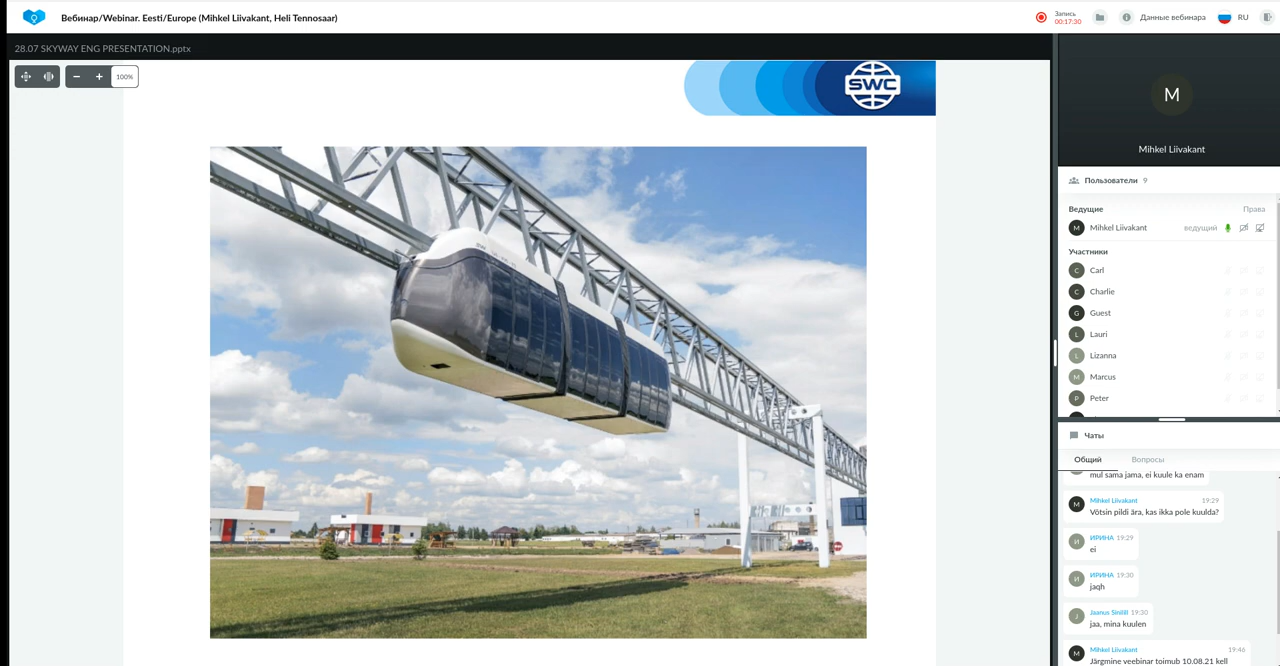 Вебинар/Webinar. Eesti/Europe (Mihkel Liivakant, Heli Tennosaar)
Запись
00:17:30
Данные вебинара
RU
28.07 SKYWAY ENG PRESENTATION.pptx
100%
SWC
M
Mihkel Liivakant
Пользователи 9
Ведущие Права
M Mihkel Liivakant ведущий
Участники
C Carl
C Charlie
G Guest
L Lauri
L Lizanna
M Marcus
P Peter
Чаты
Общий Вопросы
mul sama jama, ei kuule ka enam
M Mihkel Liivakant 19:29
Võtsin pildi ära, kas ikka pole kuulda?
И ИРИНА 19:29
ei
И ИРИНА 19:30
jaqh
J Jaanus Sinilill 19:30
jaa, mina kuulen
M Mihkel Liivakant 19:46
Järgmine veebinar toimub 10.08.21 kell